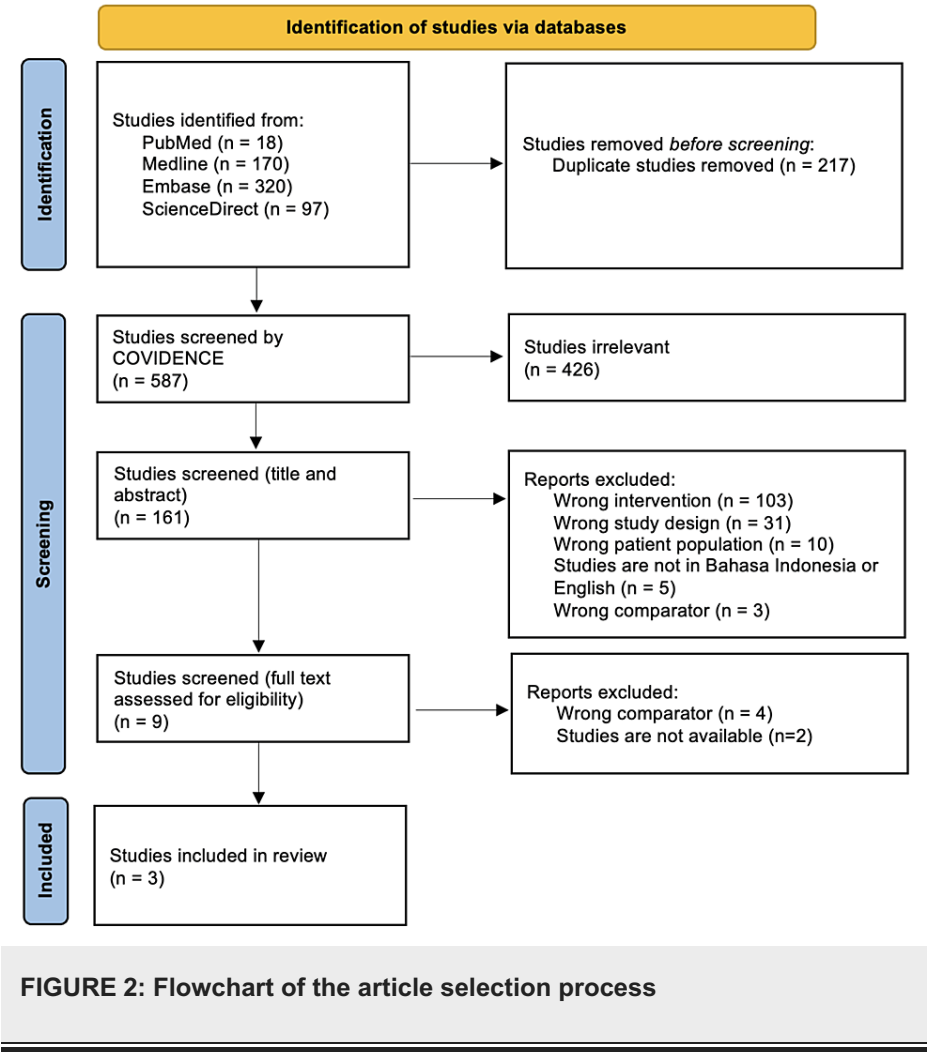 Identification of studies via databases
Identification
Studies identified from:
PubMed (n = 18)
Medline (n = 170)
Embase (n = 320)
ScienceDirect (n = 97)
Studies removed before screening:
Duplicate studies removed (n = 217)
Screening
Studies screened by
COVIDENCE
(n = 587)
Studies irrelevant
(n = 426)
Studies screened (title and
abstract)
(n = 161)
Reports excluded:
Wrong intervention (n = 103)
Wrong study design (n = 31)
Wrong patient population (n = 10)
Studies are not in Bahasa Indonesia or
English (n = 5)
Wrong comparator (n = 3)
Studies screened (full text
assessed for eligibility)
(n = 9)
Reports excluded:
Wrong comparator (n = 4)
Studies are not available (n=2)
Included
Studies included in review
(n = 3)
FIGURE 2: Flowchart of the article selection process